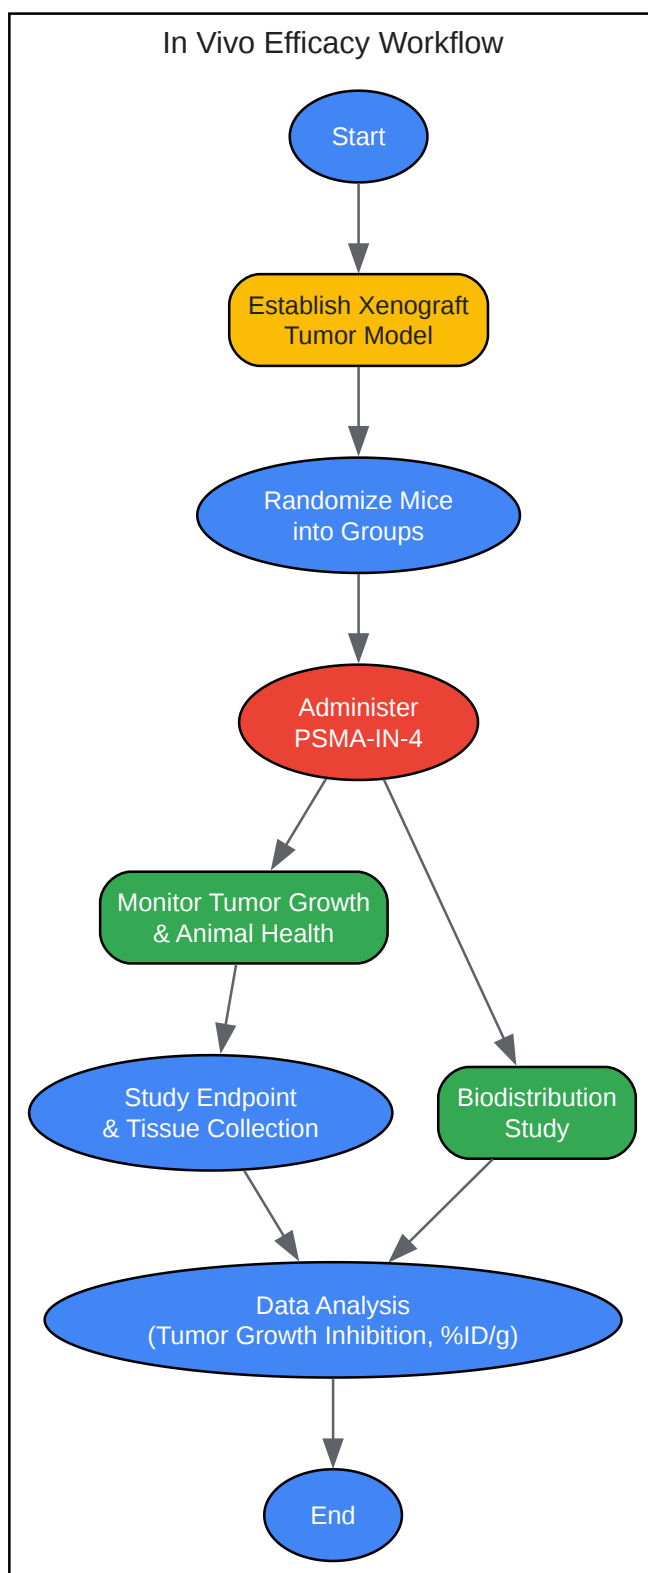 In Vivo Efficacy Workflow
Start
Establish Xenograft
Tumor Model
Randomize Mice
into Groups
Administer
PSMA-IN-4
Monitor Tumor Growth
& Animal Health
Study Endpoint
& Tissue Collection
Biodistribution
Study
Data Analysis
(Tumor Growth Inhibition, %ID/g)
End